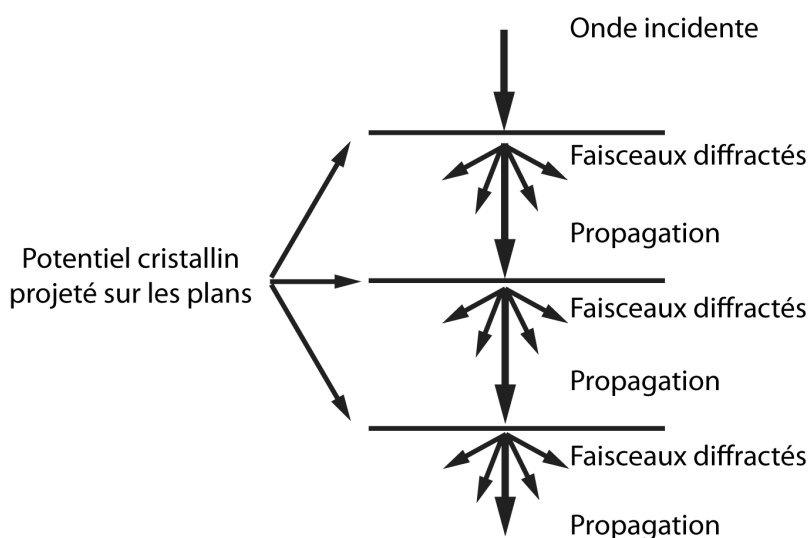 Onde incidente
Faisceaux diffractés
Propagation
Potentiel cristallin
projeté sur les plans
Faisceaux diffractés
Propagation
Faisceaux diffractés
Propagation